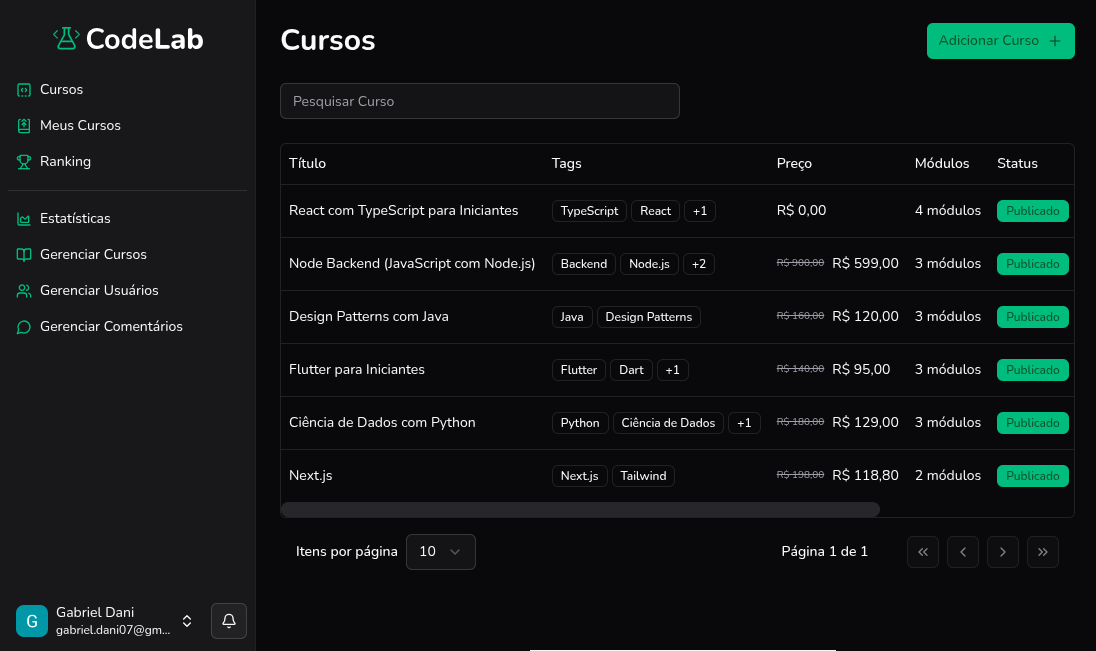 CodeLab
Cursos
Meus Cursos
Ranking
Estatísticas
Gerenciar Cursos
Gerenciar Usuários
Gerenciar Comentários
G
Gabriel Dani
gabriel.dani07@gm...
Cursos
Adicionar Curso
Pesquisar Curso
Título Tags Preço Módulos Status
React com TypeScript para Iniciantes TypeScript React +1 R$ 0,00 4 módulos Publicado
Node Backend (JavaScript com Node.js) Backend Node.js +2 R$ 900,00 R$ 599,00 3 módulos Publicado
Design Patterns com Java Java Design Patterns R$ 160,00 R$ 120,00 3 módulos Publicado
Flutter para Iniciantes Flutter Dart +1 R$ 140,00 R$ 95,00 3 módulos Publicado
Ciência de Dados com Python Python Ciência de Dados +1 R$ 180,00 R$ 129,00 3 módulos Publicado
Next.js Next.js Tailwind R$ 198,00 R$ 118,80 2 módulos Publicado
Itens por página 10 Página 1 de 1